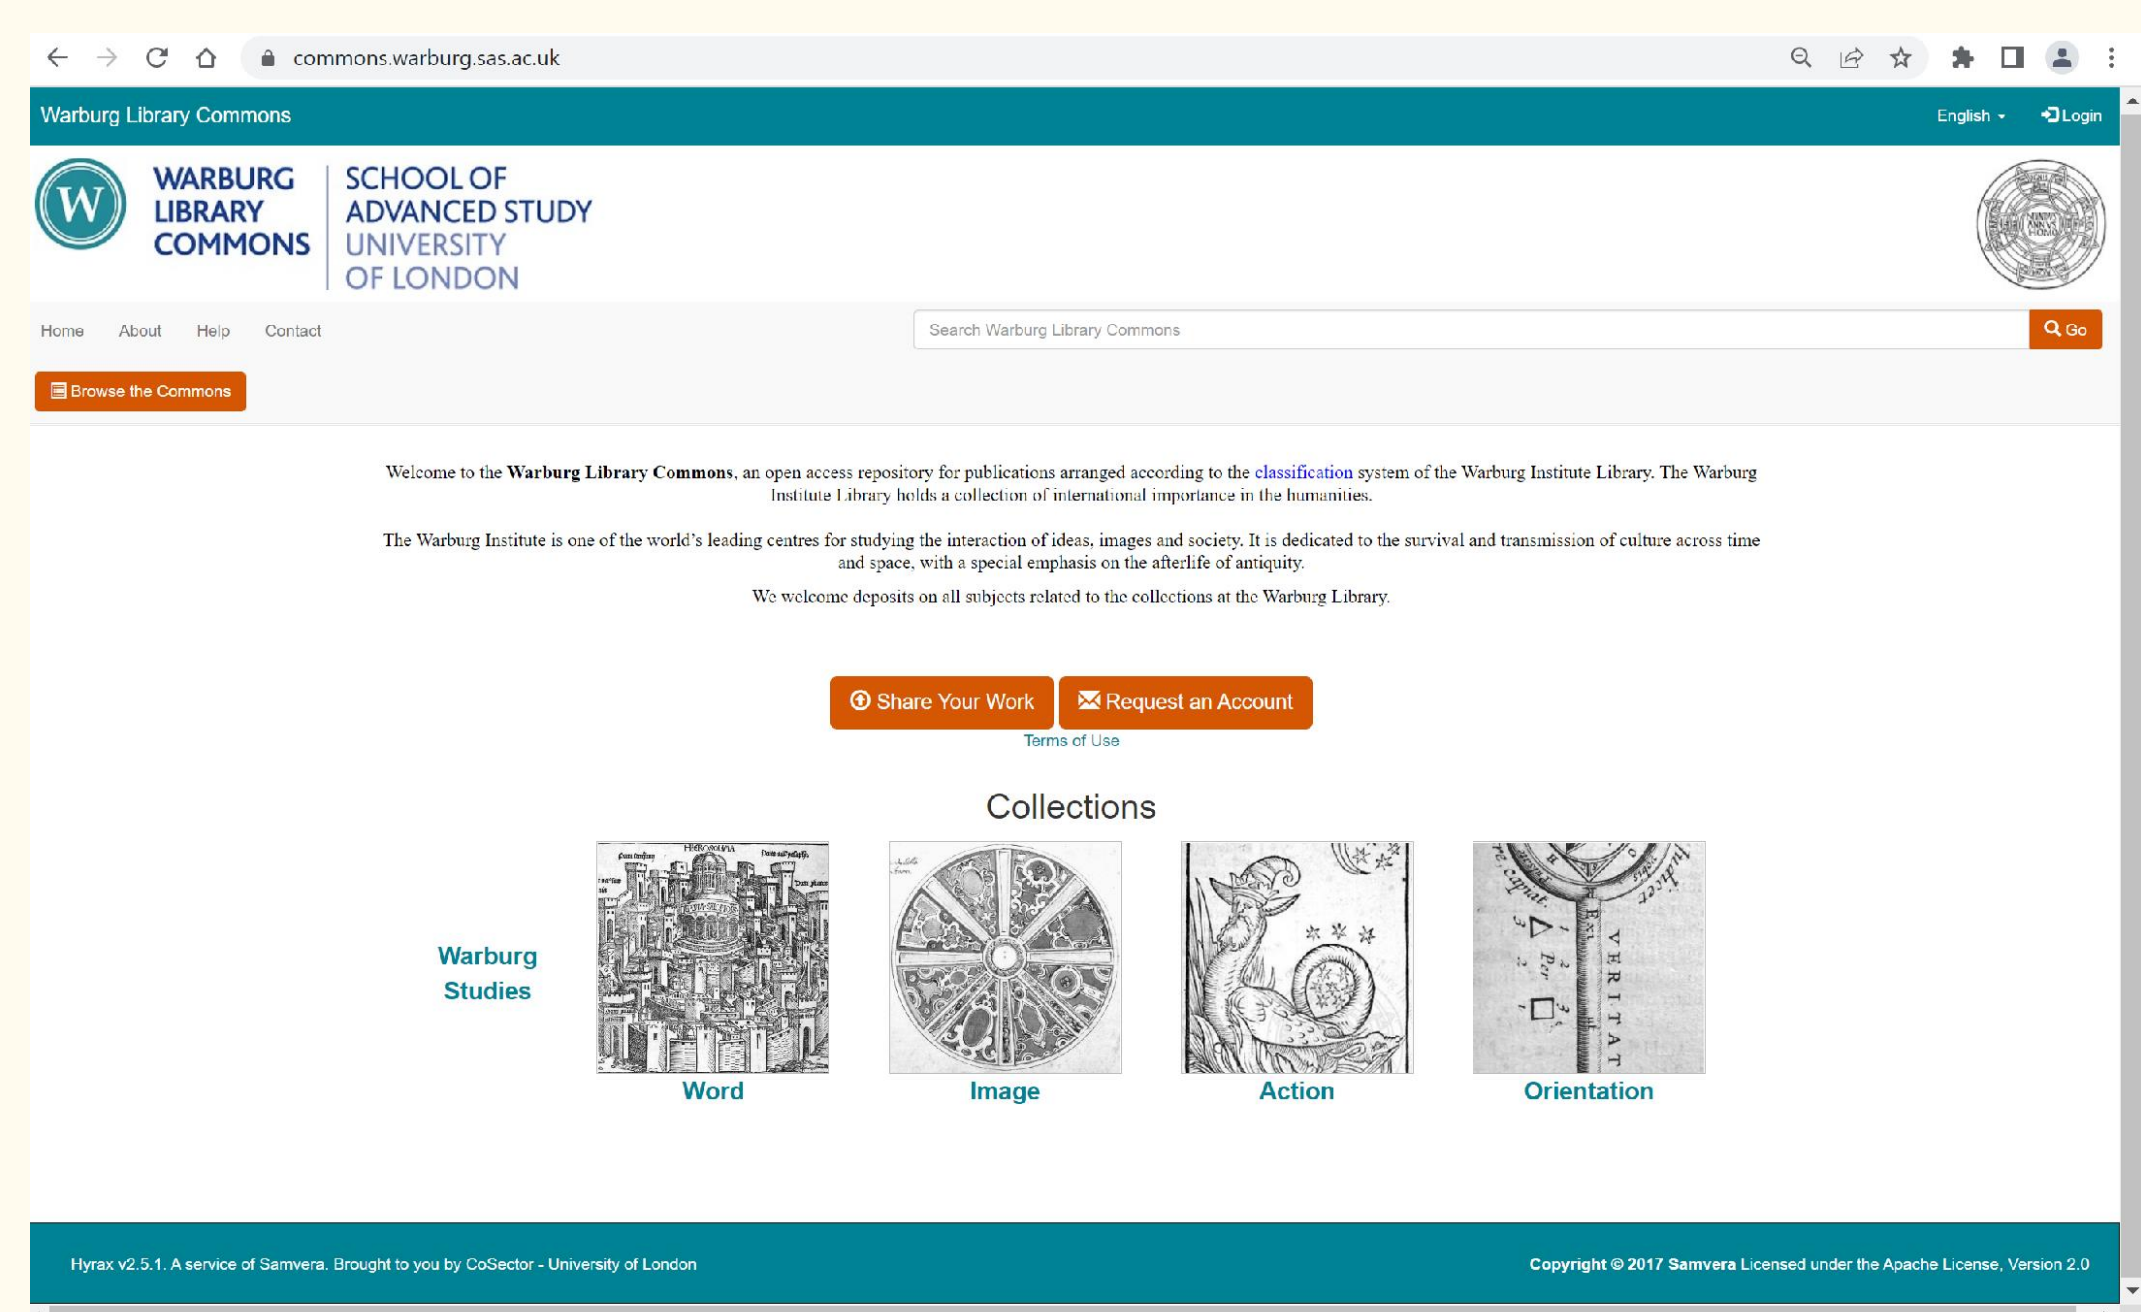 commons.warburg.sas.ac.uk
Warburg Library Commons
English
Login
W
WARBURG
LIBRARY
COMMONS
SCHOOL OF
ADVANCED STUDY
UNIVERSITY
OF LONDON
MUNDUS
ANNVS
HOMO
Home About Help Contact
Search Warburg Library Commons
Go
Browse the Commons
Welcome to the Warburg Library Commons, an open access repository for publications arranged according to the classification system of the Warburg Institute Library. The Warburg
Institute Library holds a collection of international importance in the humanities.
The Warburg Institute is one of the world’s leading centres for studying the interaction of ideas, images and society. It is dedicated to the survival and transmission of culture across time
and space, with a special emphasis on the afterlife of antiquity.
We welcome deposits on all subjects related to the collections at the Warburg Library.
Share Your Work
Request an Account
Terms of Use
Collections
Warburg
Studies
VERITAT
Per
Word
Image
Action
Orientation
Hyrax v2.5.1. A service of Samvera. Brought to you by CoSector - University of London
Copyright © 2017 Samvera Licensed under the Apache License, Version 2.0